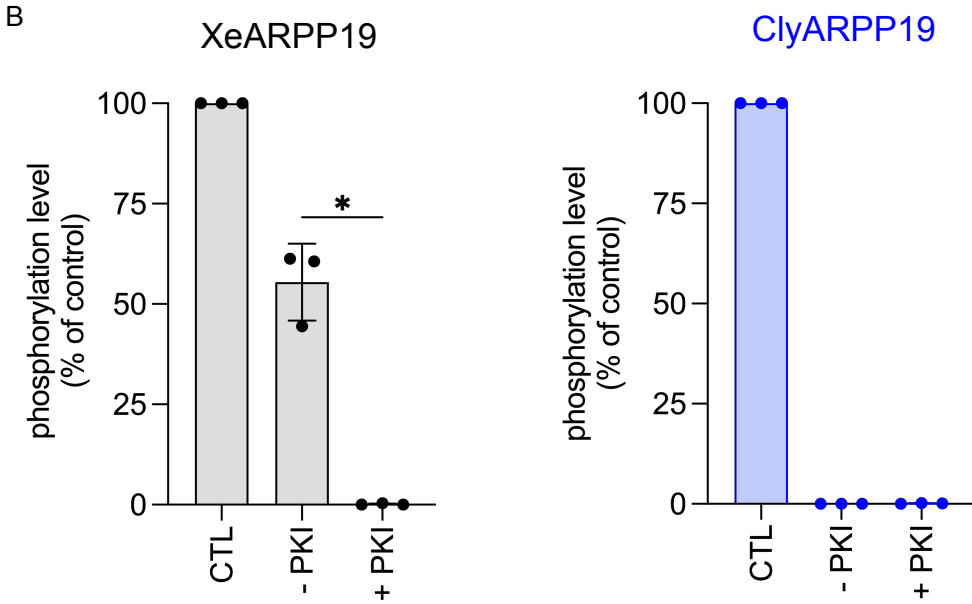 B
XeARPP19
phosphorylation level
(% of control)
100
75
50
25
0
*
CTL
- PKI
+ PKI
ClyARPP19
phosphorylation level
(% of control)
100
75
50
25
0
CTL
- PKI
+ PKI